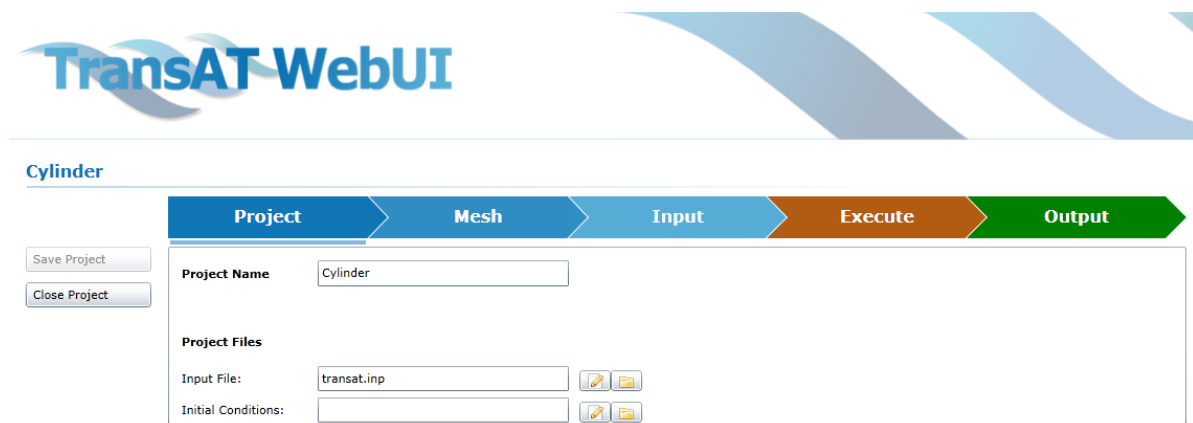 TransAT WebUI
Cylinder
Project Mesh Input Execute Output
Save Project
Close Project
Project Name Cylinder
Project Files
Input File: transat.inp
Initial Conditions: